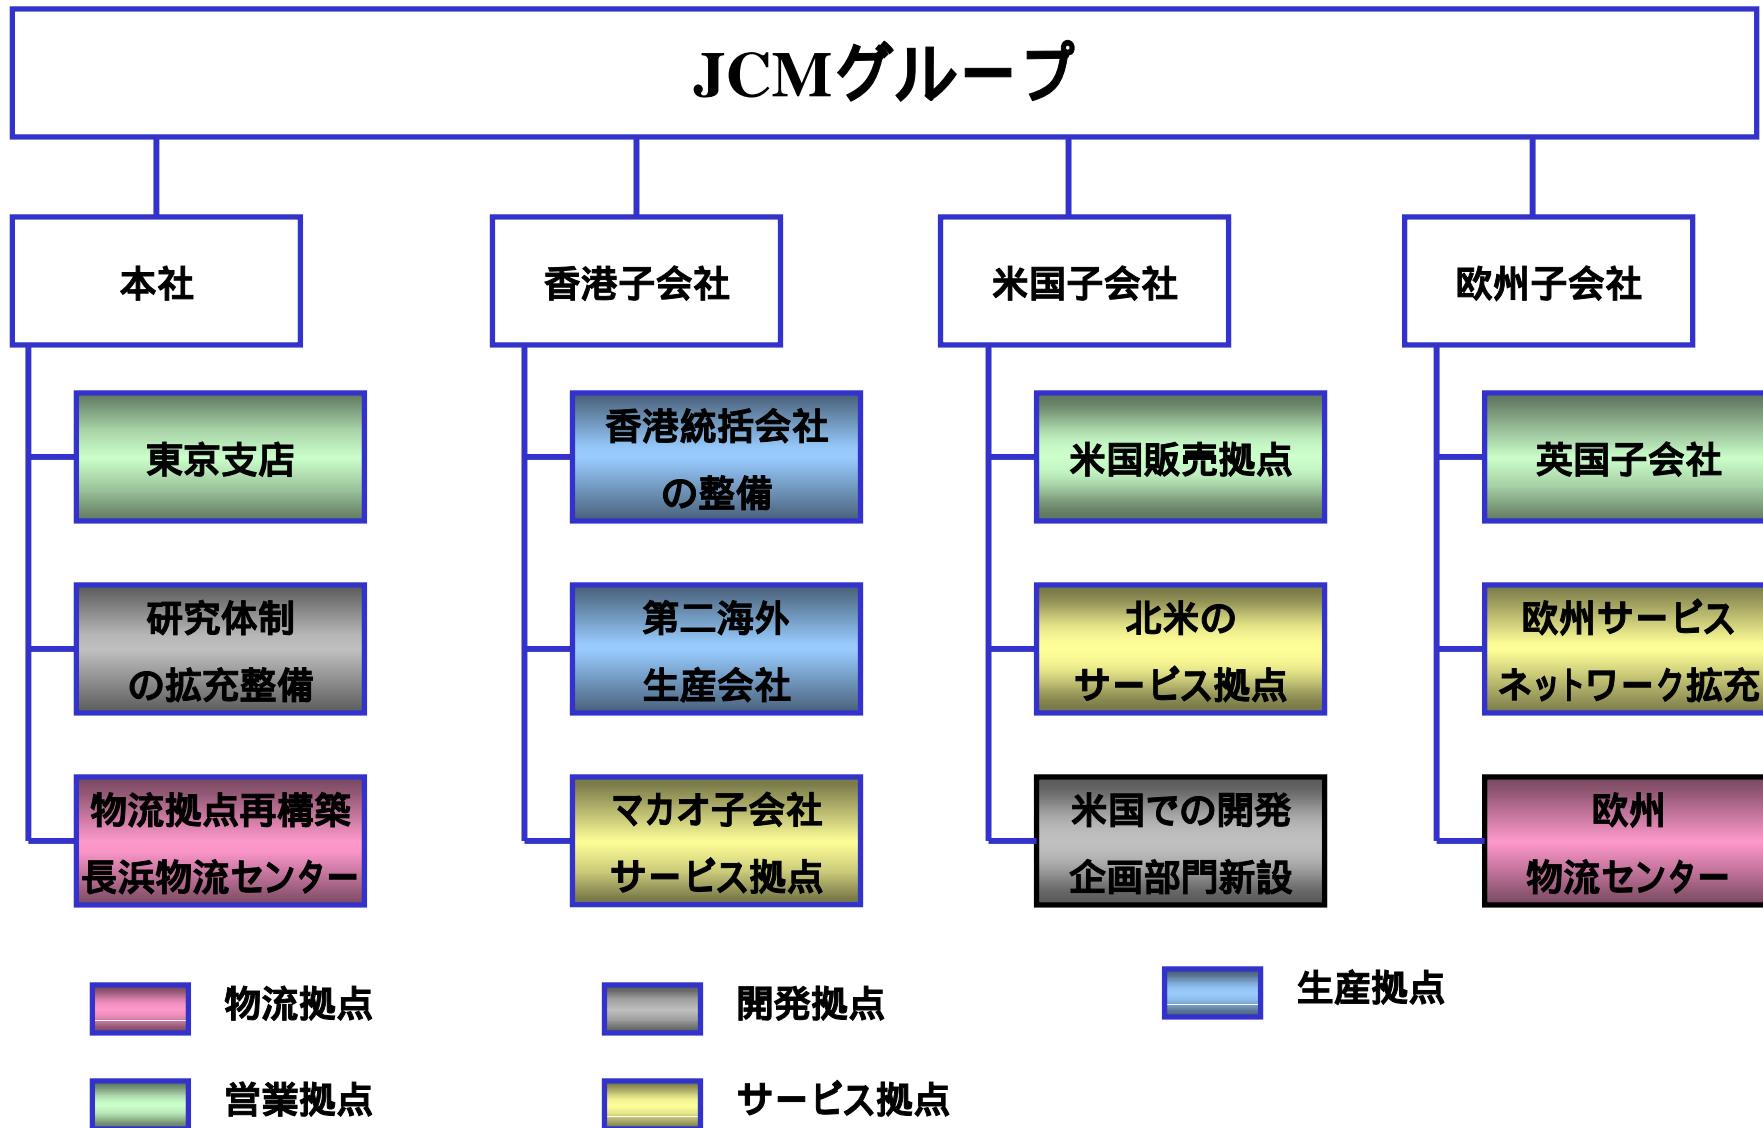 JCMグループ
本社
香港子会社
米国子会社
欧州子会社
東京支店
香港統括会社
の整備
米国販売拠点
英国子会社
研究体制
の拡充整備
第二海外
生産会社
北米の
サービス拠点
欧州サービス
ネットワーク拡充
物流拠点再構築
長浜物流センター
マカオ子会社
サービス拠点
米国での開発
企画部門新設
欧州
物流センター
物流拠点
開発拠点
生産拠点
営業拠点
サービス拠点